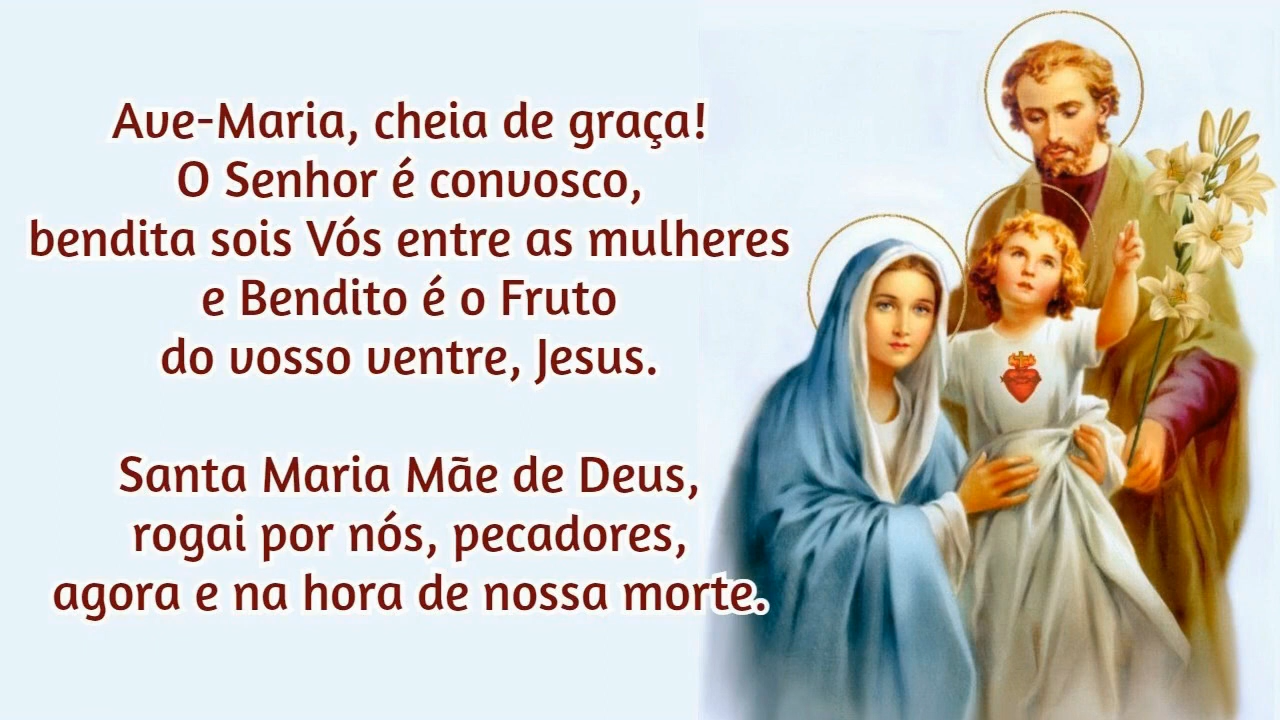 Ave-Maria, cheia de graça!
O Senhor é convosco,
bendita sois Vós entre as mulheres
e Bendito é o Fruto
do vosso ventre, Jesus.
Santa Maria Mãe de Deus,
rogai por nós, pecadores,
agora e na hora de nossa morte.